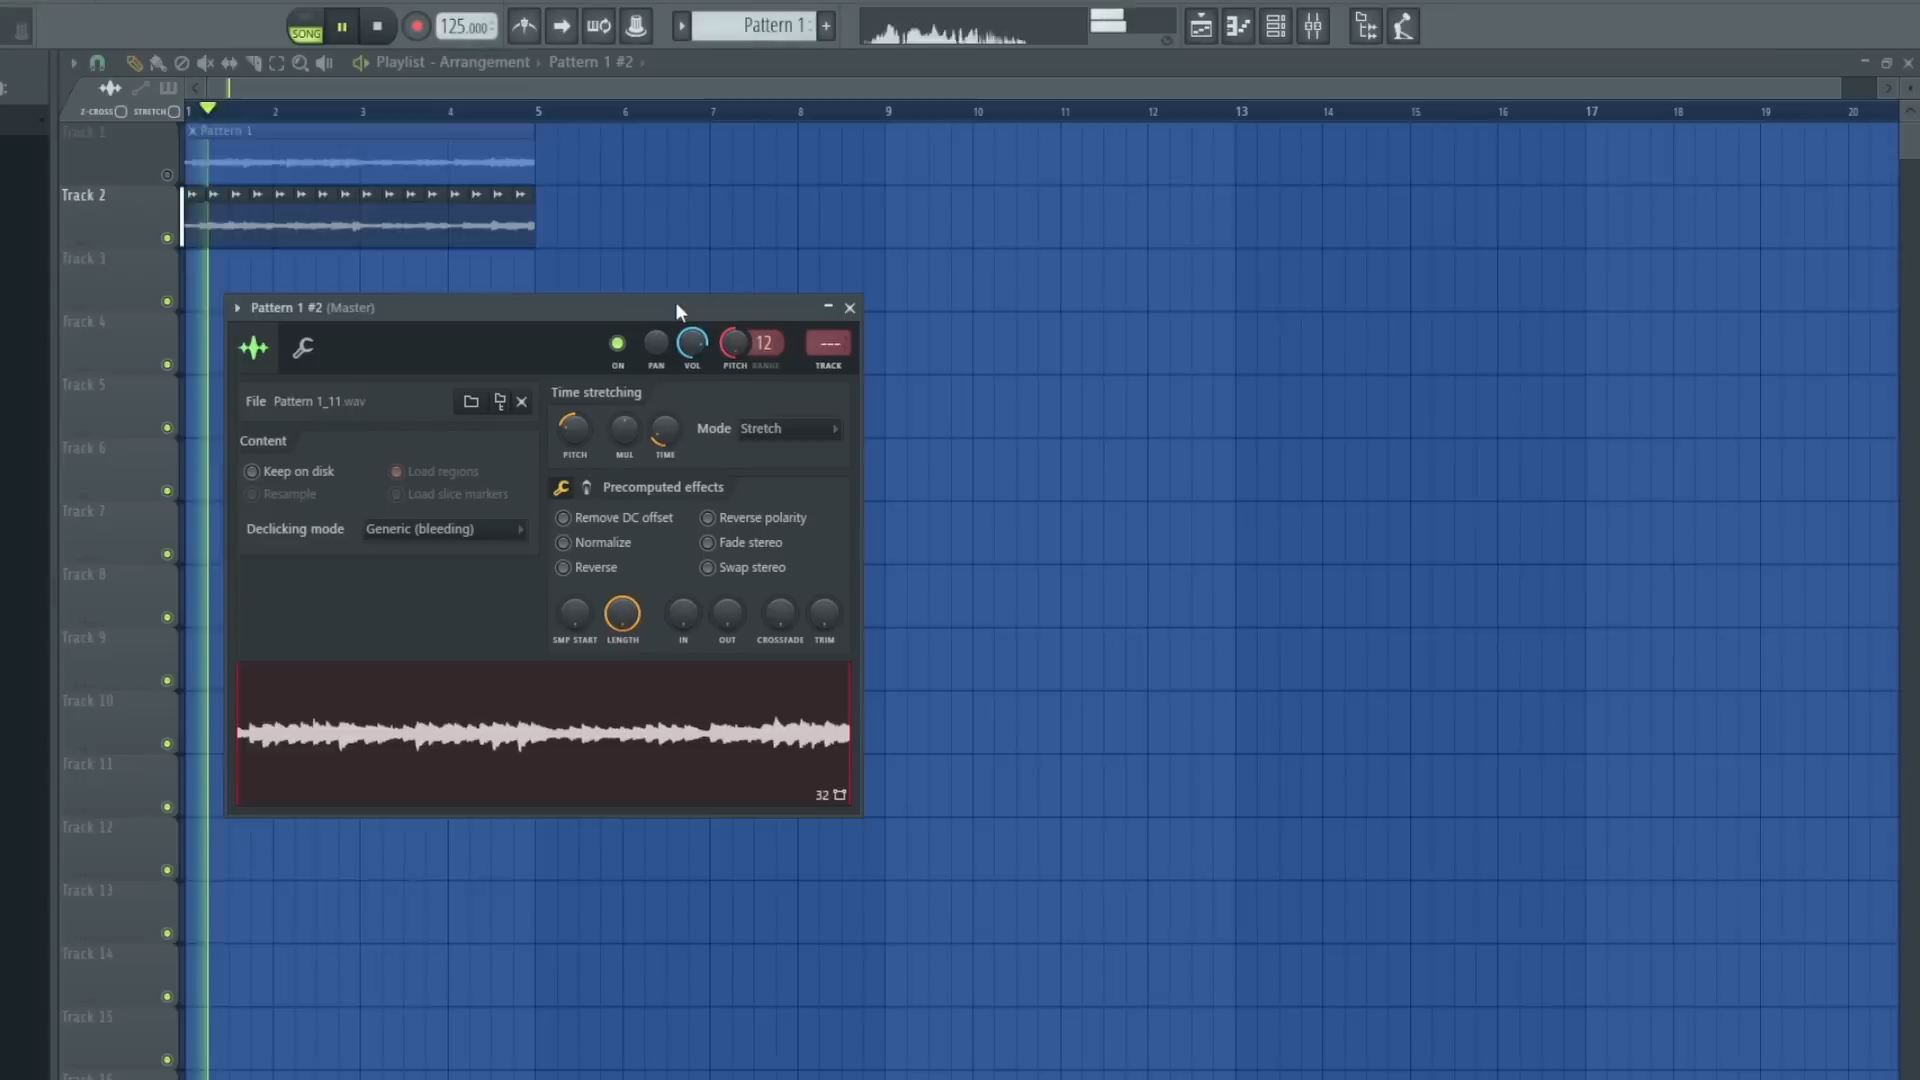 SONG
125.000
Pattern 1
Playlist - Arrangement › Pattern 1 #2 ›
Z-CROSS STRETCH
1 2 3 4 5 6 7 8 9 10 11 12 13 14 15 16 17 18 19 20
Track 1
Pattern 1
Track 2
Track 3
Track 4
Track 5
Track 6
Track 7
Track 8
Track 9
Track 10
Track 11
Track 12
Track 13
Track 14
Track 15
Track 16
Pattern 1 #2 (Master)
12
---
ON PAN VOL PITCH RANGE TRACK
File Pattern 1_11.wav
Time stretching
Mode Stretch
PITCH MUL TIME
Content
Keep on disk Load regions
Resample Load slice markers
Declicking mode Generic (bleeding)
Precomputed effects
Remove DC offset Reverse polarity
Normalize Fade stereo
Reverse Swap stereo
SMP START LENGTH IN OUT CROSSFADE TRIM
32